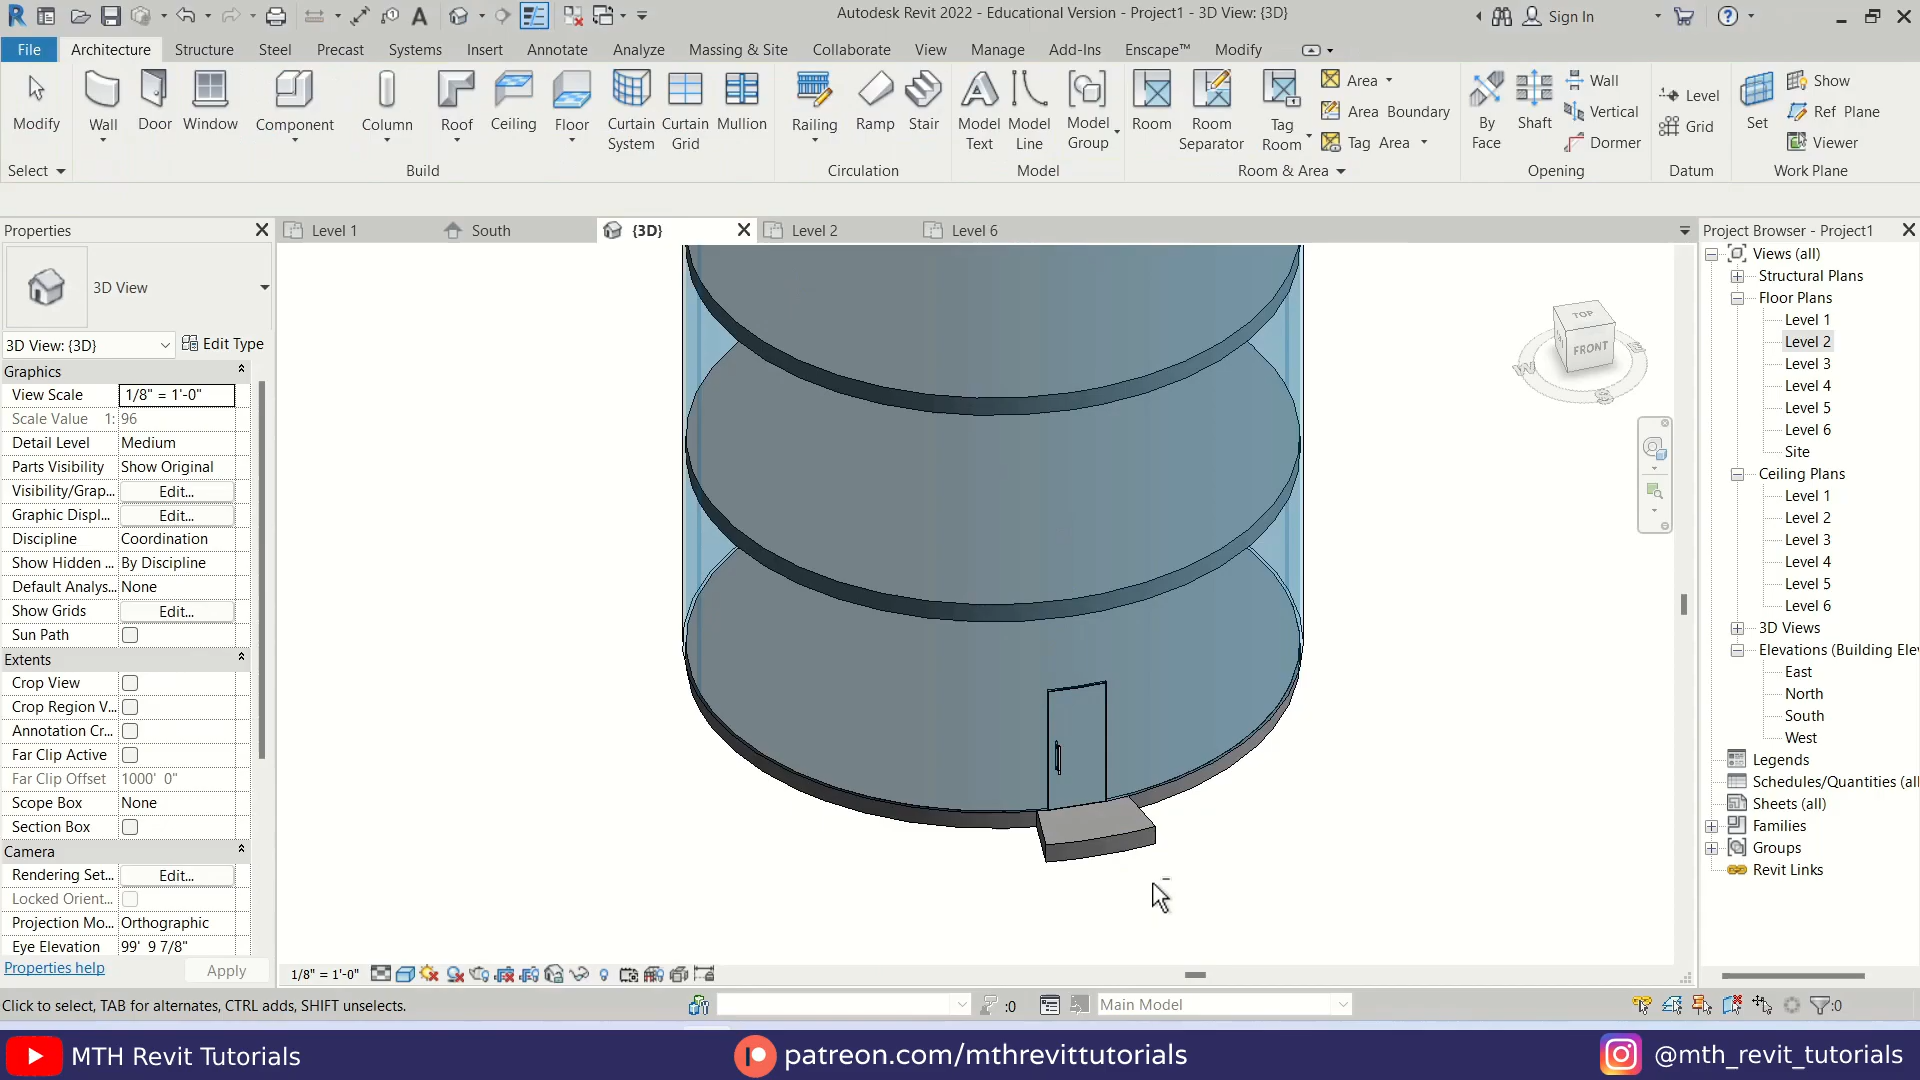 Autodesk Revit 2022 - Educational Version - Project1 - 3D View: {3D}
Sign In
File Architecture Structure Steel Precast Systems Insert Annotate Analyze Massing & Site Collaborate View Manage Add-Ins Enscape™ Modify
Modify Wall Door Window Component Column Roof Ceiling Floor Curtain System Curtain Grid Mullion Railing Ramp Stair Model Text Model Line Model Group Room Room Separator Tag Room
Area
Area Boundary
Tag Area
By Face Shaft
Wall
Vertical
Dormer
Level
Grid
Set
Show
Ref Plane
Viewer
Select Build Circulation Model Room & Area Opening Datum Work Plane
Properties
3D View
3D View: {3D} Edit Type
Graphics
View Scale 1/8" = 1'-0"
Scale Value 1: 96
Detail Level Medium
Parts Visibility Show Original
Visibility/Grap... Edit...
Graphic Displ... Edit...
Discipline Coordination
Show Hidden ... By Discipline
Default Analys... None
Show Grids Edit...
Sun Path
Extents
Crop View
Crop Region V...
Annotation Cr...
Far Clip Active
Far Clip Offset 1000' 0"
Scope Box None
Section Box
Camera
Rendering Set... Edit...
Locked Orient...
Projection Mo... Orthographic
Eye Elevation 99' 9 7/8"
Properties help Apply
Level 1 South {3D} Level 2 Level 6
TOP
FRONT
W
S
E
1/8" = 1'-0"
Project Browser - Project1
Views (all)
Structural Plans
Floor Plans
Level 1
Level 2
Level 3
Level 4
Level 5
Level 6
Site
Ceiling Plans
Level 1
Level 2
Level 3
Level 4
Level 5
Level 6
3D Views
Elevations (Building Ele
East
North
South
West
Legends
Schedules/Quantities (all
Sheets (all)
Families
Groups
Revit Links
Click to select, TAB for alternates, CTRL adds, SHIFT unselects.
:0
Main Model
:0
MTH Revit Tutorials
patreon.com/mthrevittutorials
@mth_revit_tutorials